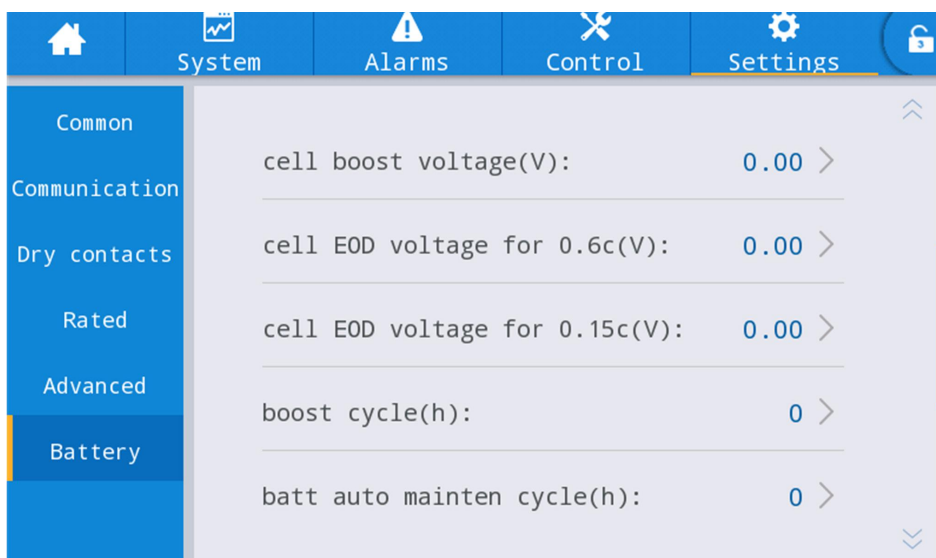 System
Alarms
Control
Settings
3
Common
Communication
Dry contacts
Rated
Advanced
Battery
cell boost voltage(V): 0.00
cell EOD voltage for 0.6c(V): 0.00
cell EOD voltage for 0.15c(V): 0.00
boost cycle(h): 0
batt auto mainten cycle(h): 0